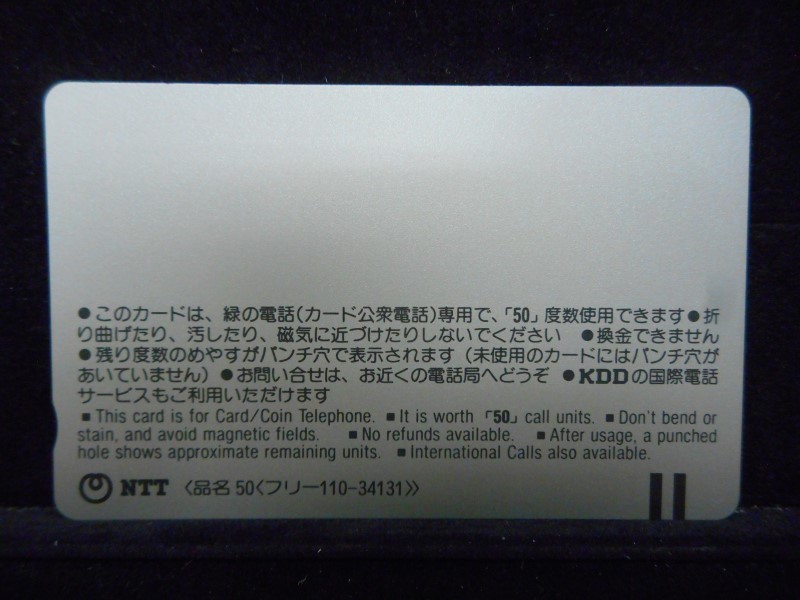 ●このカードは、緑の電話(カード公衆電話)専用で、「50」度数使用できます●折
り曲げたり、汚したり、磁気に近づけたりしないでください ●換金できません
●残り度数のめやすがパンチ穴で表示されます(未使用のカードにはパンチ穴が
あいていません)●お問い合せは、お近くの電話局へどうぞ ●KDDの国際電話
サービスもご利用いただけます
■This card is for Card/Coin Telephone. ■It is worth「50」call units. ■Don't bend or
stain, and avoid magnetic fields. ■No refunds available. ■After usage, a punched
hole shows approximate remaining units. ■International Calls also available.
NTT 〈品名 50〈フリー110-34131〉〉